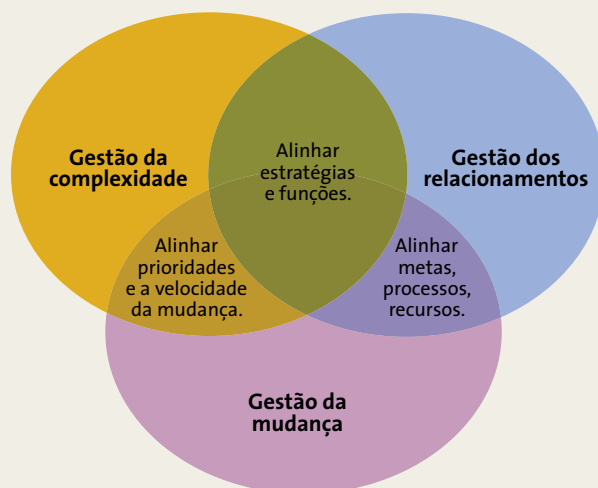 Gestão da
complexidade
Alinhar
estratégias
e funções.
Gestão dos
relacionamentos
Alinhar
prioridades
e a velocidade
da mudança.
Alinhar
metas,
processos,
recursos.
Gestão da
mudança